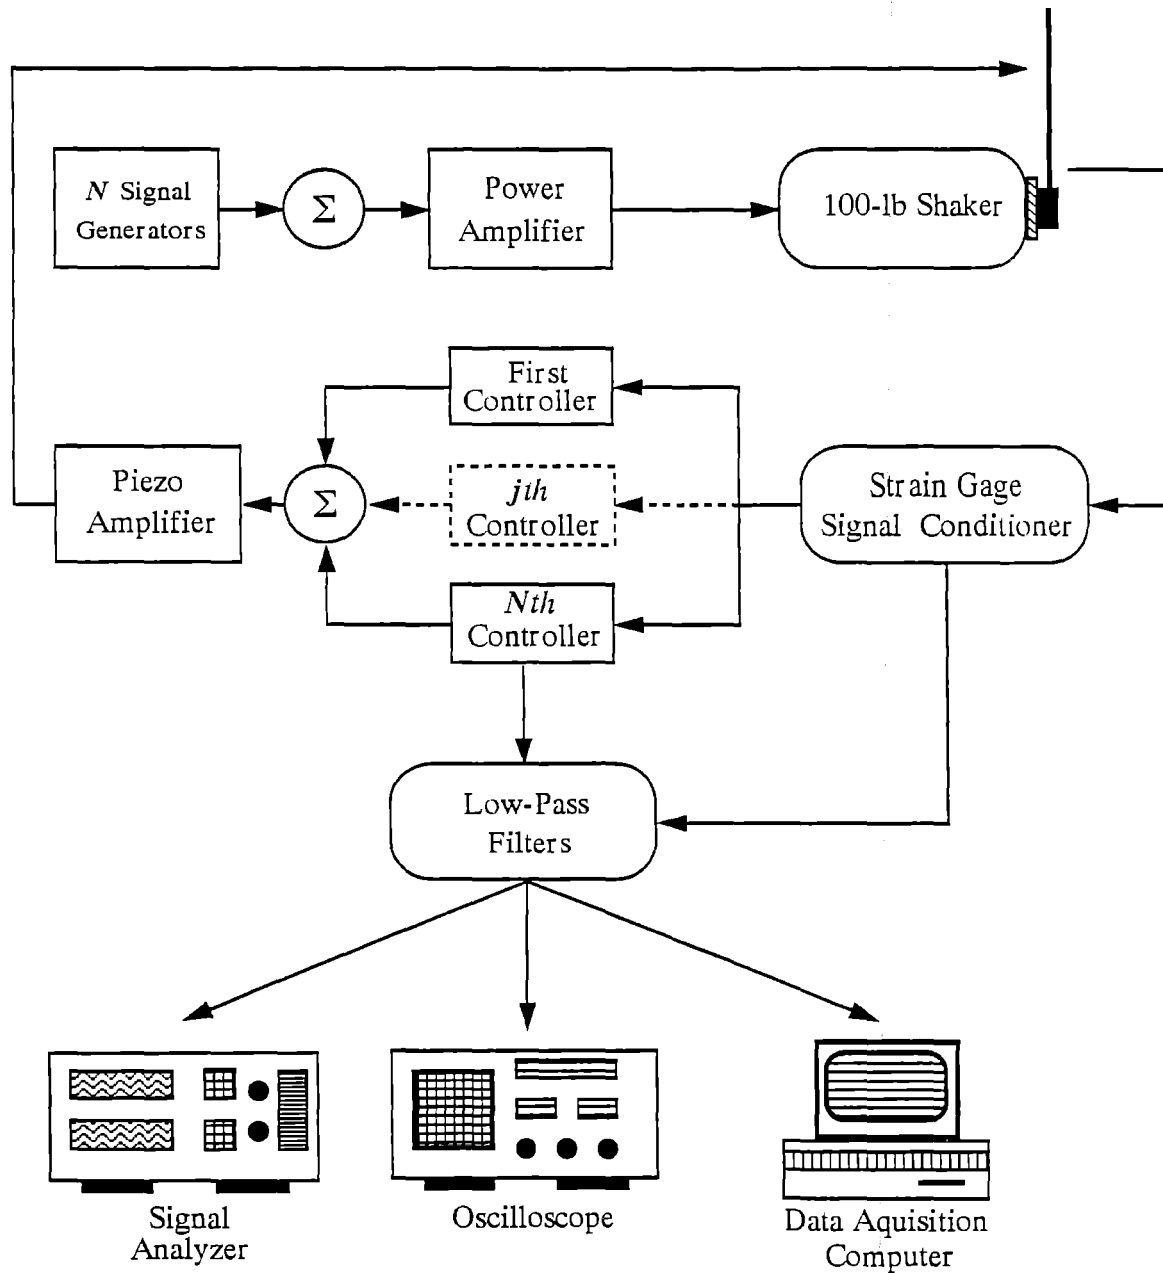 N Signal
Generators
Σ
Power
Amplifier
100-lb Shaker
First
Controller
Piezo
Amplifier
Σ
jth
Controller
Strain Gage
Signal Conditioner
Nth
Controller
Low-Pass
Filters
Signal
Analyzer
Oscilloscope
Data Aquisition
Computer